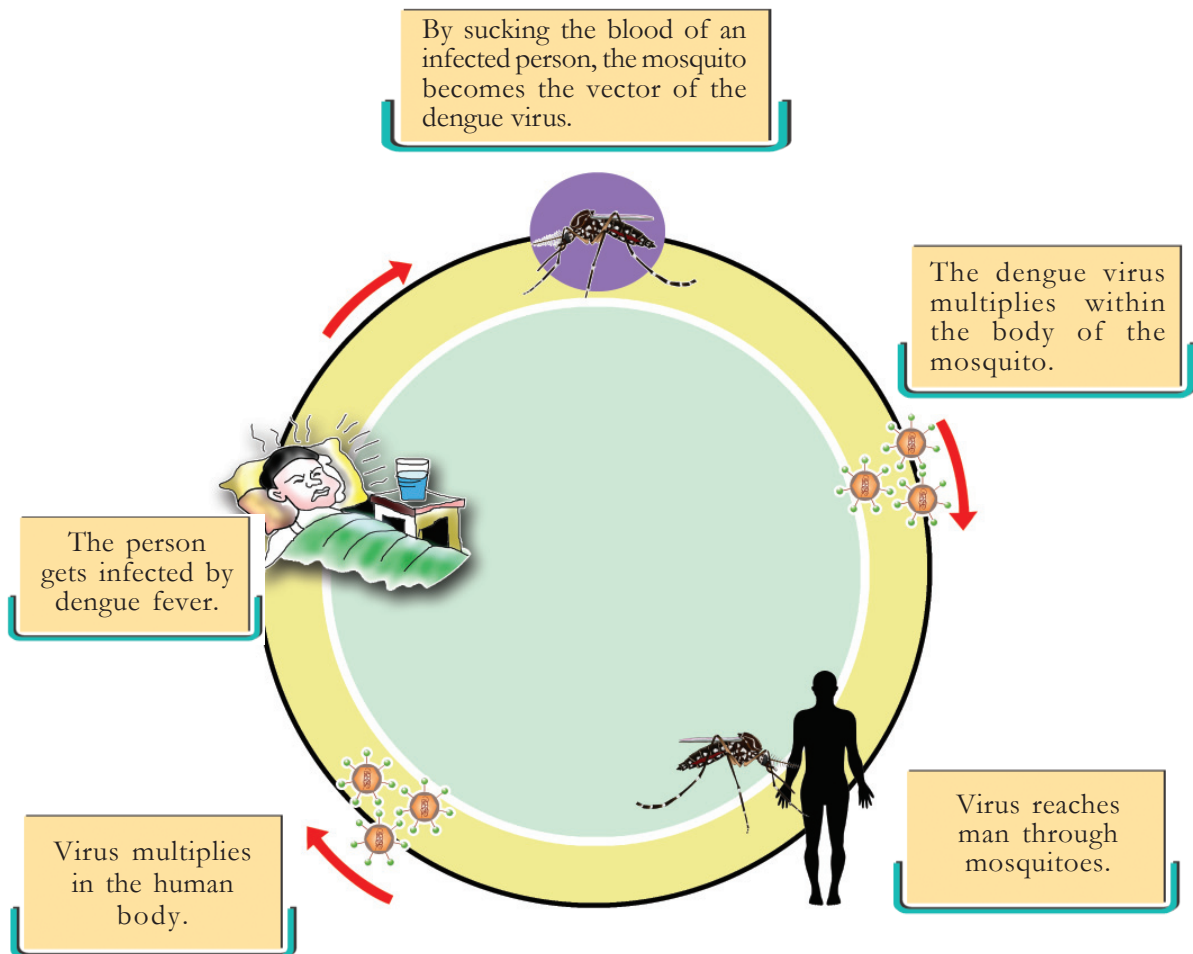 By sucking the blood of an
infected person, the mosquito
becomes the vector of the
dengue virus.
The dengue virus
multiplies within
the body of the
mosquito.
Virus reaches
man through
mosquitoes.
Virus multiplies
in the human
body.
The person
gets infected by
dengue fever.